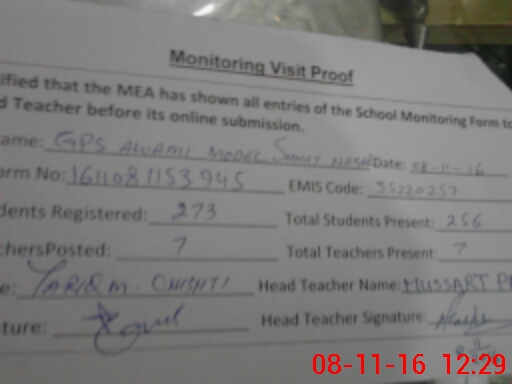 Monitoring Visit Proof
ified that the MEA has shown all entries of the School Monitoring Form to
d Teacher before its online submission.
ame: GPS AWAMI MODEL Date: 08-11-16
orm No: 1611081153945 EMIS Code: 35220257
dents Registered: 273 Total Students Present: 256
chersPosted: 7 Total Teachers Present: 7
e: TARIQ M. CHISHTI Head Teacher Name: MUSSART
ture: Head Teacher Signature:
08-11-16 12:29